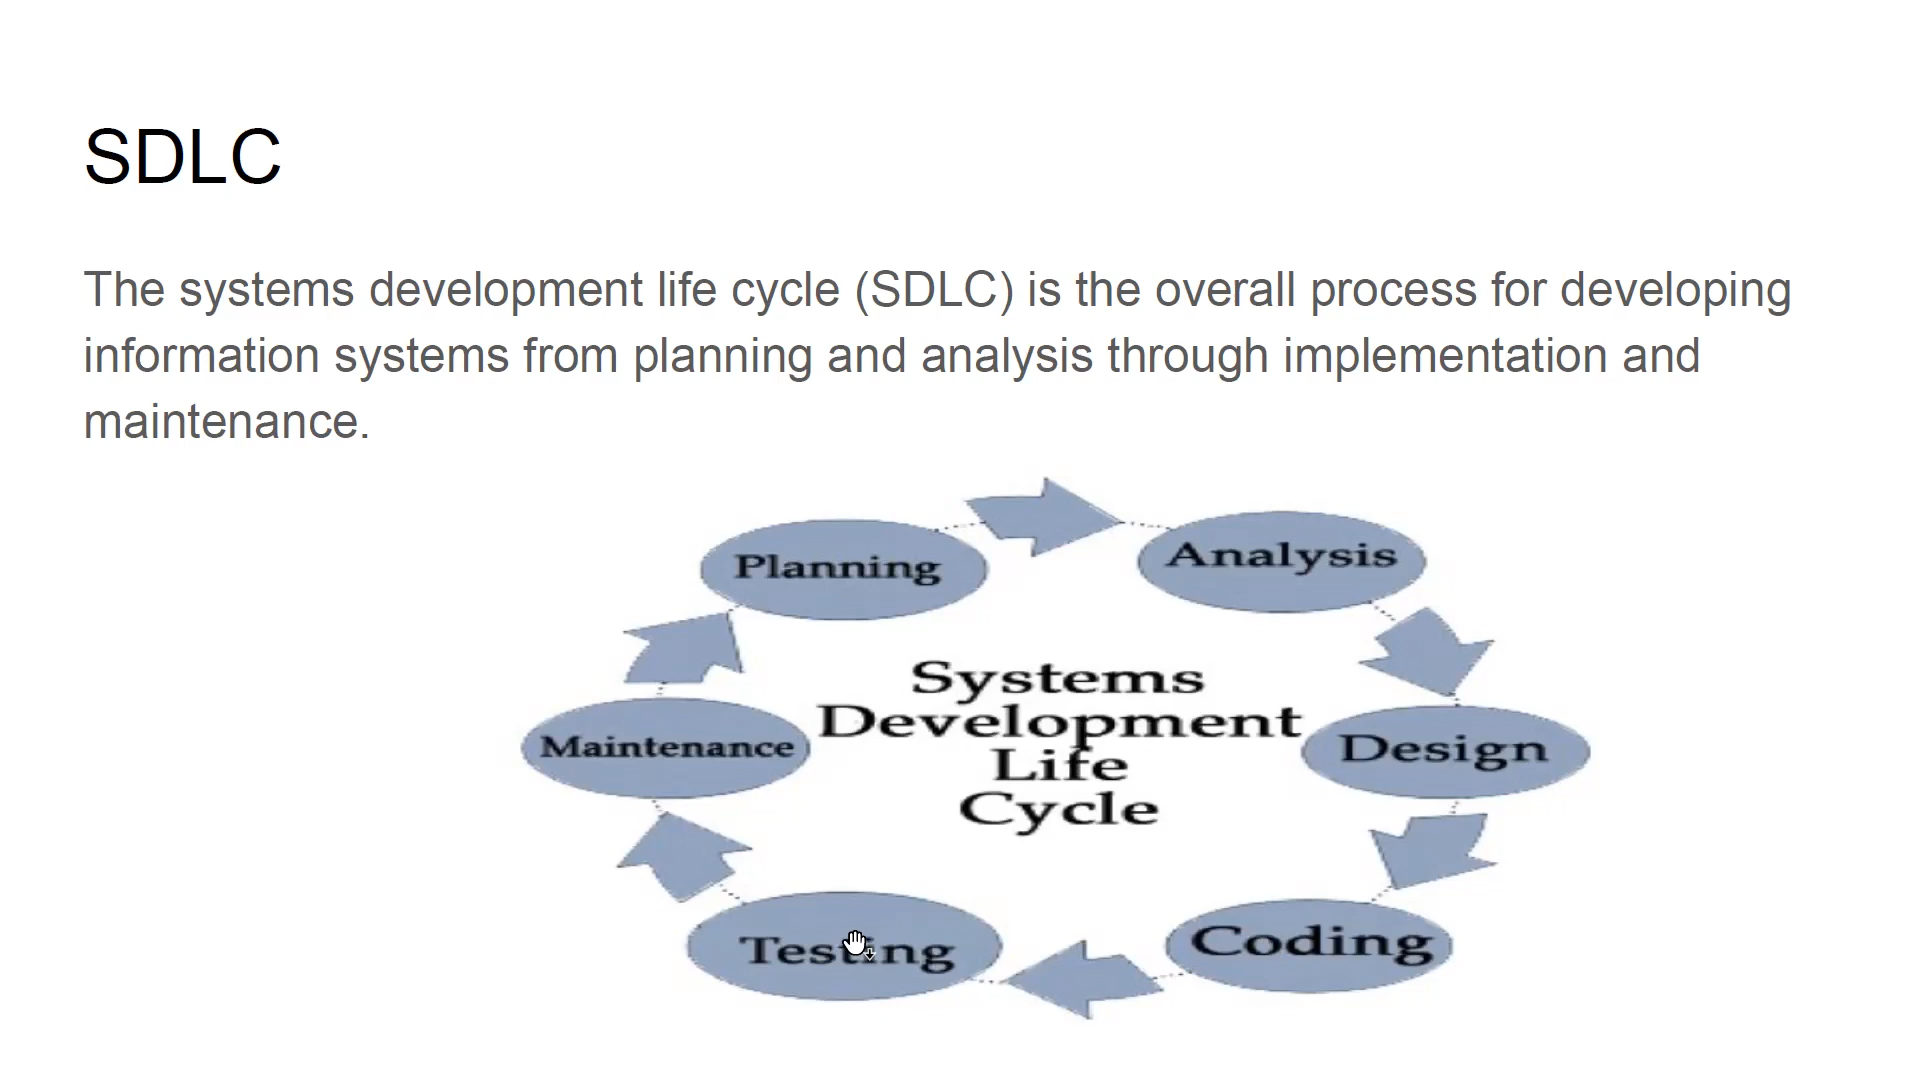 SDLC
The systems development life cycle (SDLC) is the overall process for developing
information systems from planning and analysis through implementation and
maintenance.
Planning
Analysis
Systems
Development
Life
Cycle
Maintenance
Design
Testing
Coding